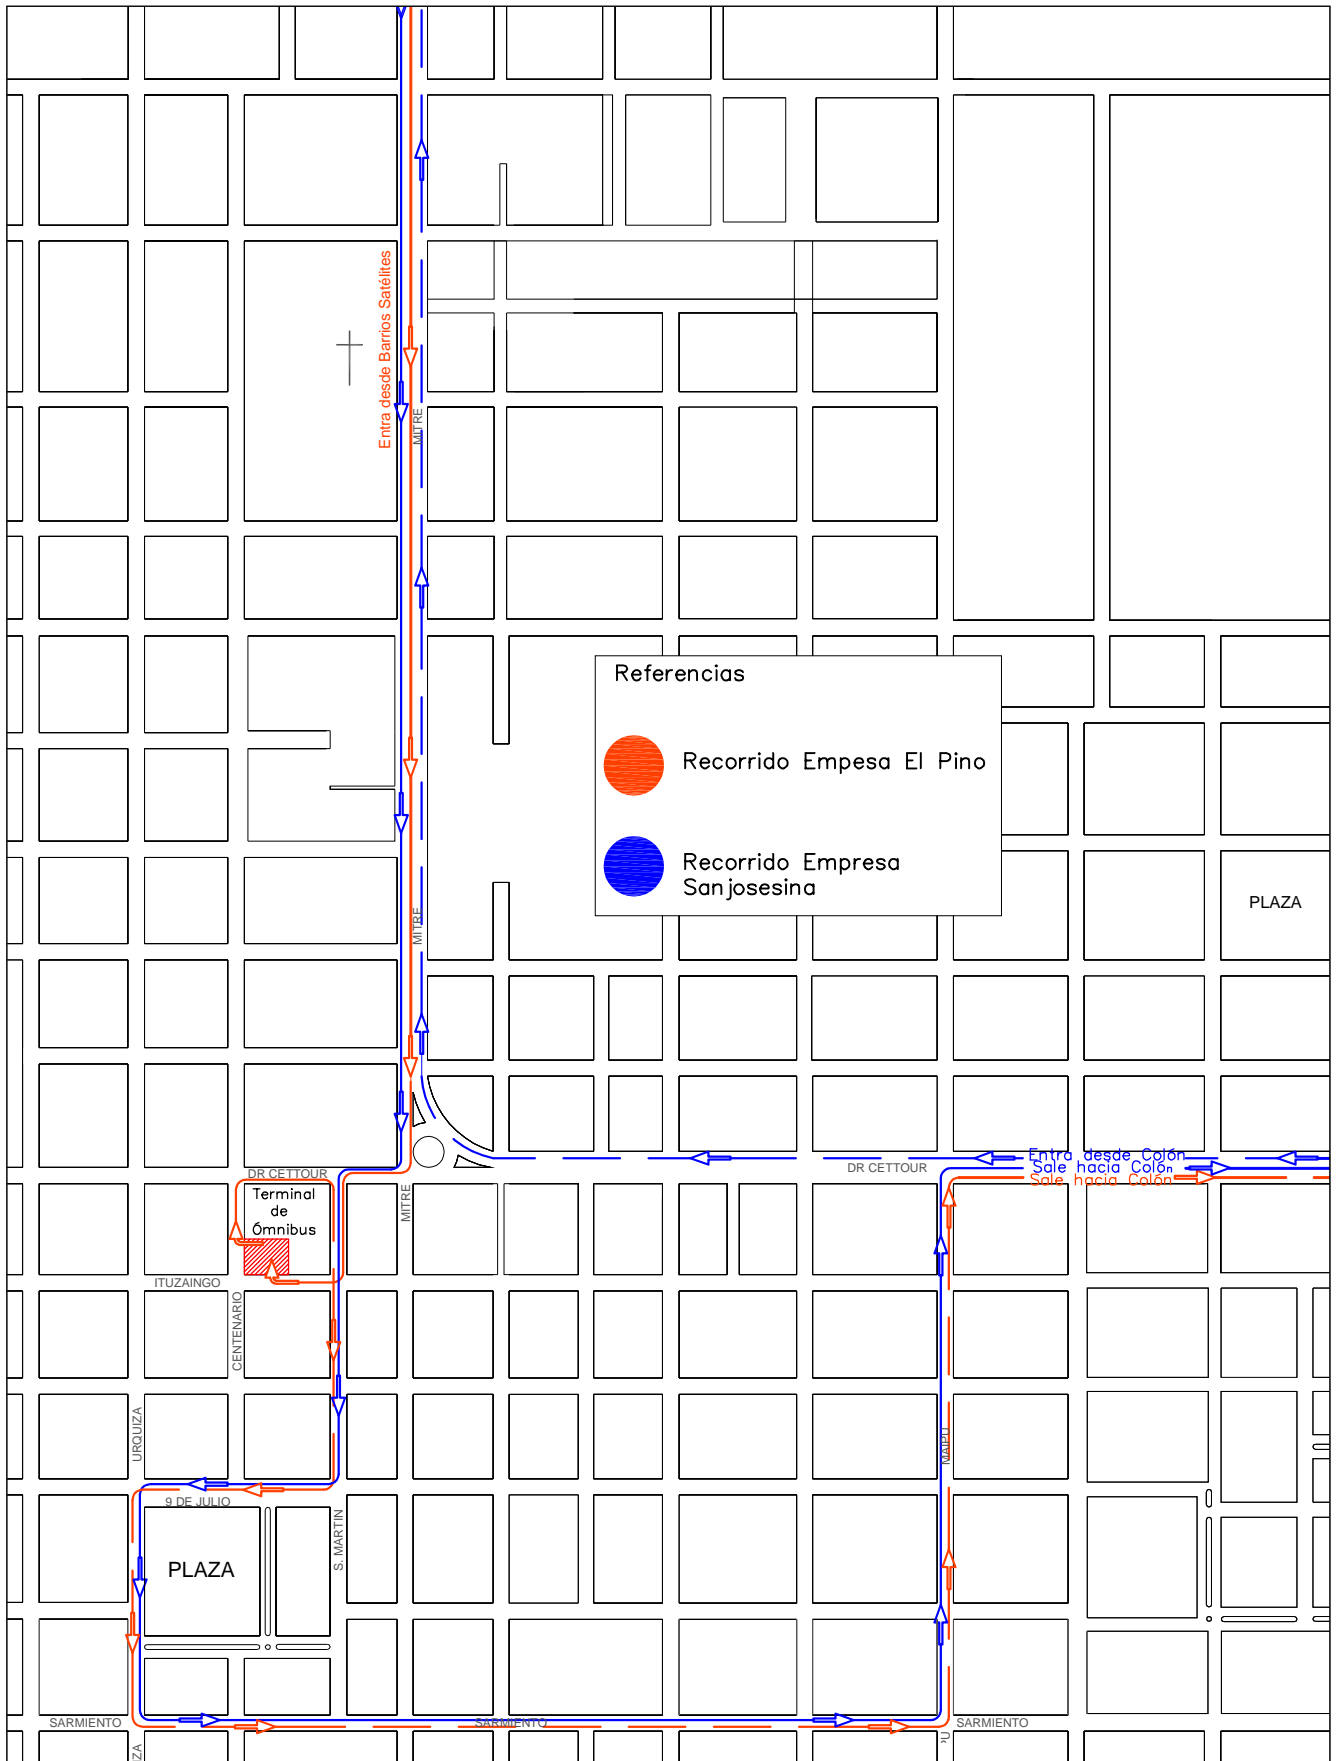 Entra desde Barrios Satélites
MITRE
Referencias
Recorrido Empesa El Pino
Recorrido Empresa
Sanjosesina
PLAZA
MITRE
Entra desde Colón
DR CETTOUR
Sale hacia Colón
DR CETTOUR
Sale hacia Colón
Terminal
de
Ómnibus
MITRE
ITUZAINGO
CENTENARIO
URQUIZA
MAIPU
9 DE JULIO
S. MARTIN
PLAZA
SARMIENTO
SARMIENTO
SARMIENTO
PU
IZA